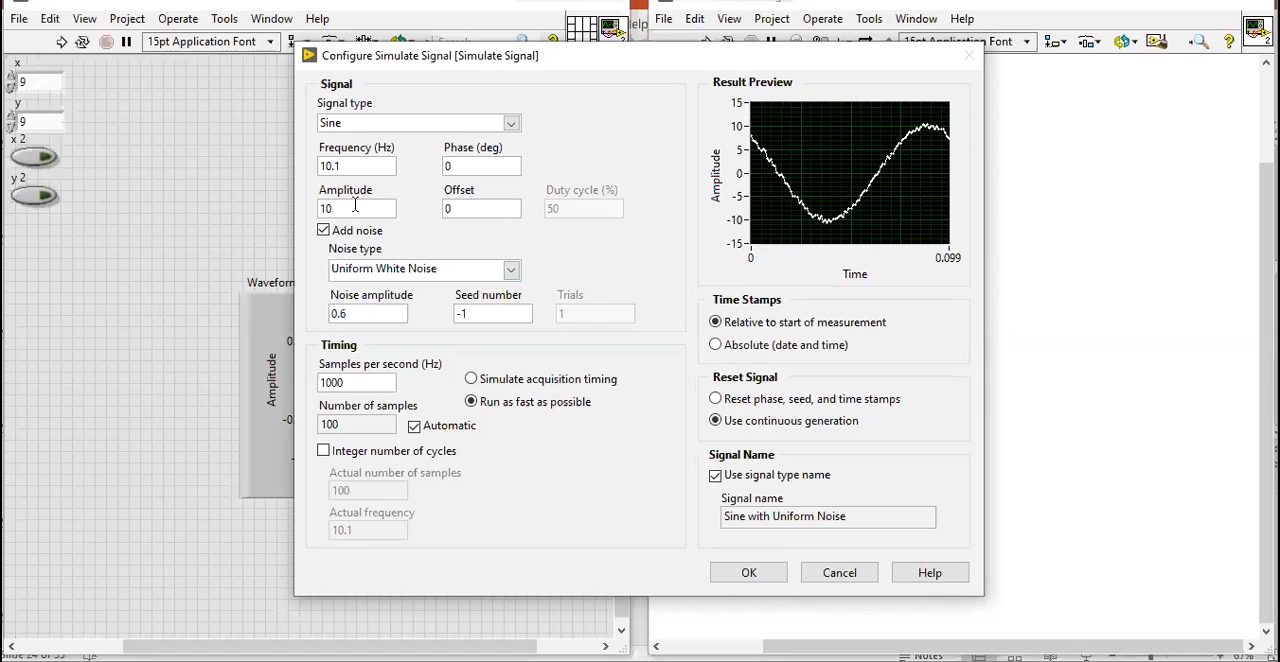 File Edit View Project Operate Tools Window Help
15pt Application Font
x
9
y
9
x 2
y 2
Waveform
Amplitude
File Edit View Project Operate Tools Window Help
15pt Application Font
Configure Simulate Signal [Simulate Signal]
Signal
Signal type
Sine
Frequency (Hz) Phase (deg)
10.1 0
Amplitude Offset Duty cycle (%)
10. 0 50
Add noise
Noise type
Uniform White Noise
Noise amplitude Seed number Trials
0.6 -1 1
Timing
Samples per second (Hz)
1000
Simulate acquisition timing
Run as fast as possible
Number of samples
100 Automatic
Integer number of cycles
Actual number of samples
100
Actual frequency
10.1
Result Preview
15
10
5
0
-5
-10
-15
Amplitude
0 0.099
Time
Time Stamps
Relative to start of measurement
Absolute (date and time)
Reset Signal
Reset phase, seed, and time stamps
Use continuous generation
Signal Name
Use signal type name
Signal name
Sine with Uniform Noise
OK Cancel Help